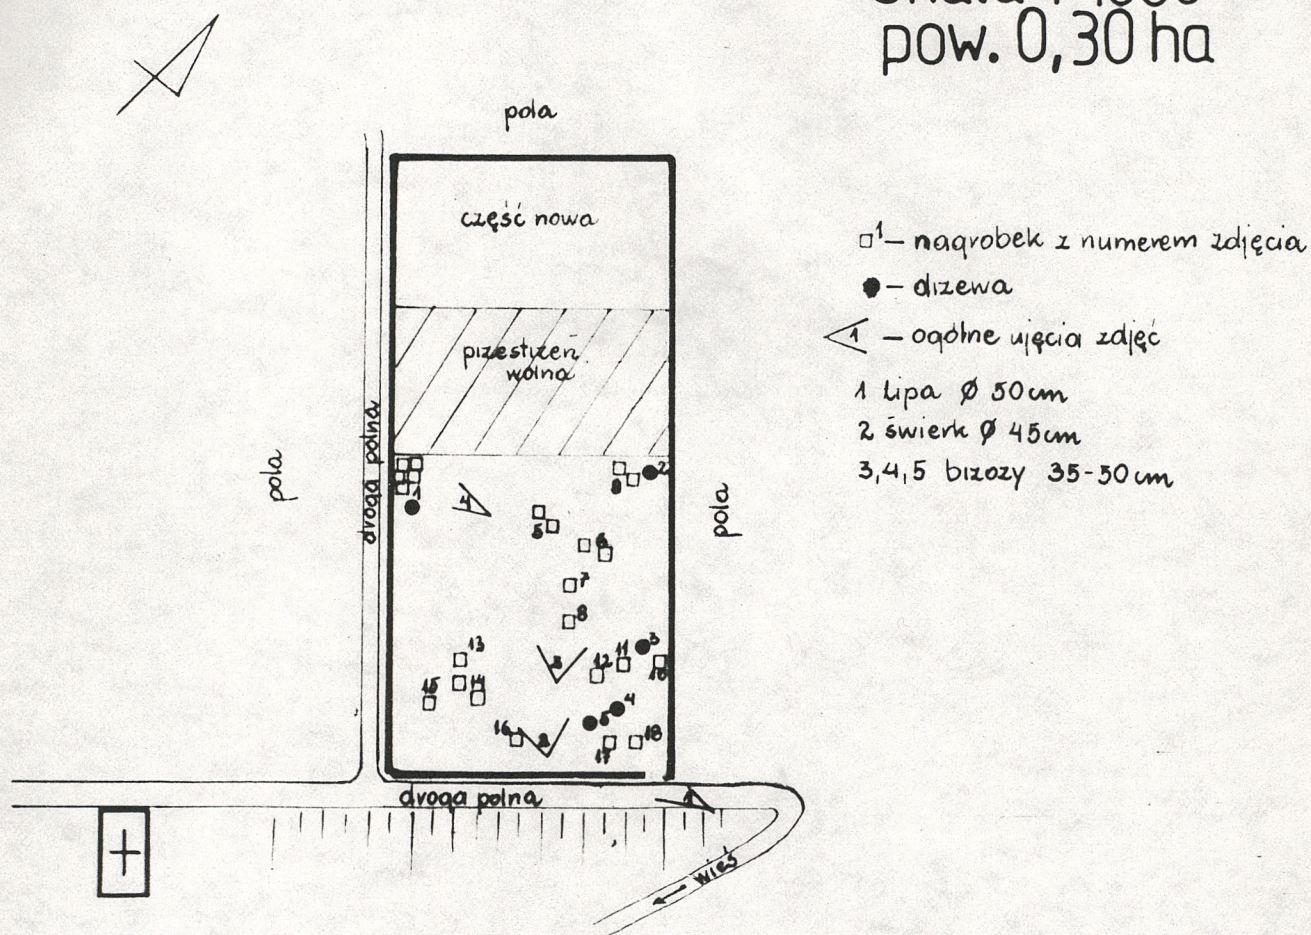 pow. 0,30 ha
pola
część nowa
przestrzeń
wolna
droga polna
pola
pola
1
2
4
5
6
7
8
3
13
3
11
12
10
15
14
4
5
16
2
17
18
droga polna
1
wieś
1 – nagrobek z numerem zdjęcia
– drzewa
1 – ogólne ujęcia zdjęć
1 Lipa Ø 50cm
2 świerk Ø 45cm
3,4,5 brzozy 35-50cm